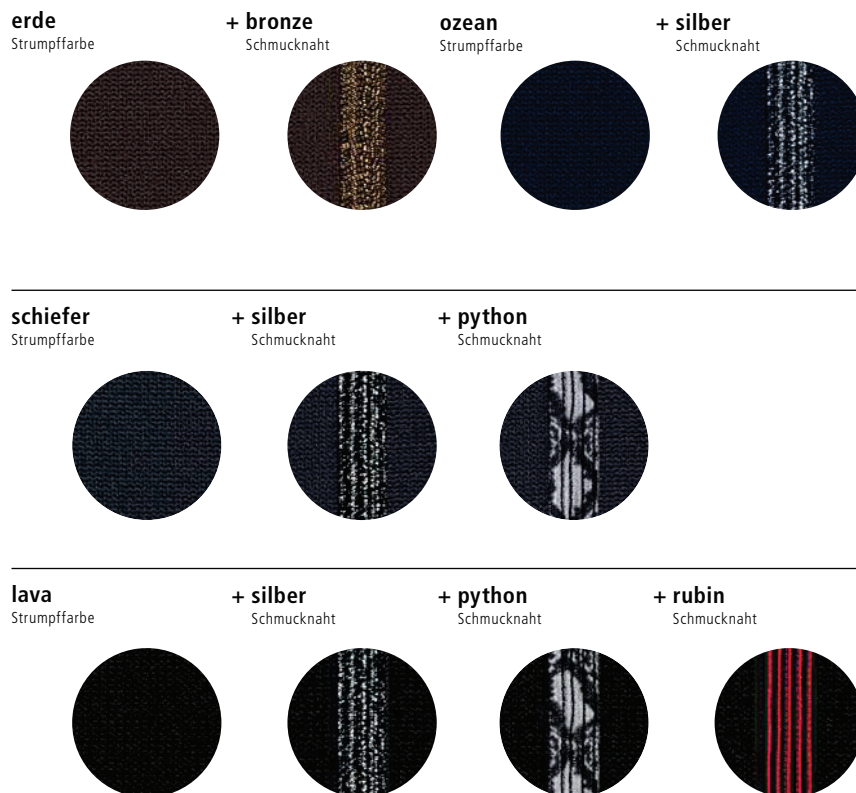 erde
Strumpffarbe
+ bronze
Schmucknaht
ozean
Strumpffarbe
+ silber
Schmucknaht
schiefer
Strumpffarbe
+ silber
Schmucknaht
+ python
Schmucknaht
lava
Strumpffarbe
+ silber
Schmucknaht
+ python
Schmucknaht
+ rubin
Schmucknaht